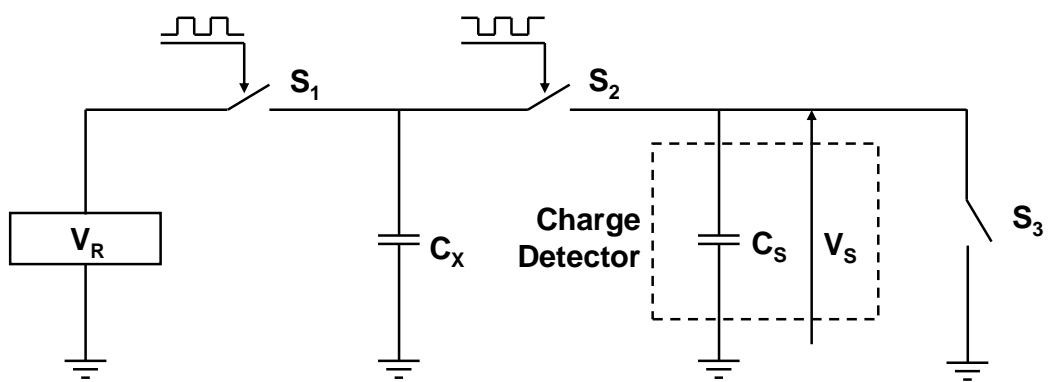 S1
S2
VR
CX
Charge
Detector
CS
VS
S3